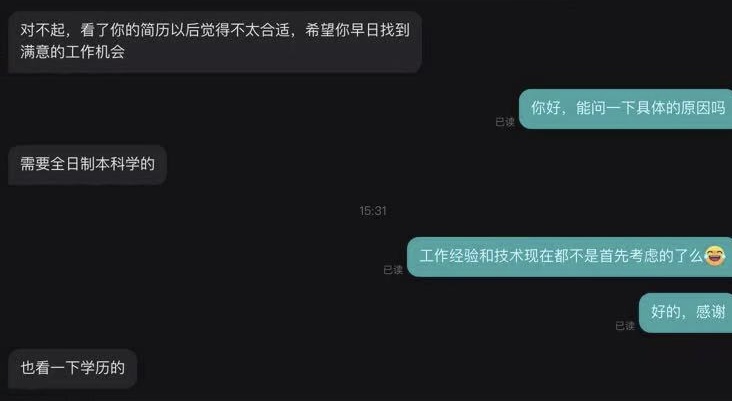 对不起，看了你的简历以后觉得不太合适，希望你早日找到
满意的工作机会
你好，能问一下具体的原因吗
已读
需要全日制本科学的
15:31
工作经验和技术现在都不是首先考虑的了么😂
已读
好的，感谢
已读
也看一下学历的